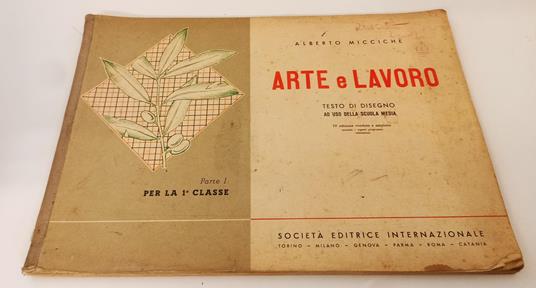 ALBERTO MICCICHÈ
ARTE e LAVORO
TESTO DI DISEGNO
AD USO DELLA SCUOLA MEDIA
Parte I
PER LA 1ª CLASSE
SOCIETÀ EDITRICE INTERNAZIONALE
TORINO – MILANO – GENOVA – PARMA – ROMA – CATANIA